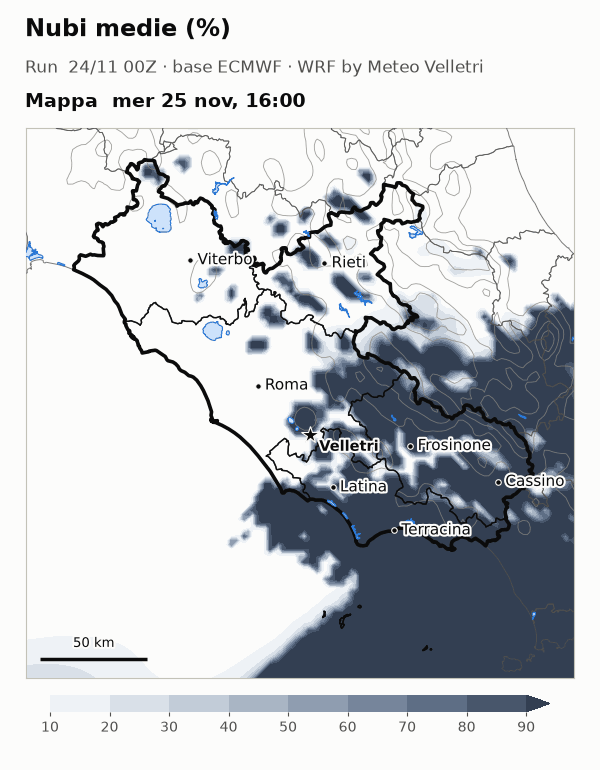 Nubi medie (%)
Run  24/11 00Z · base ECMWF · WRF by Meteo Velletri
Mappa  mer 25 nov, 16:00
Viterbo
Rieti
Roma
Velletri
Frosinone
Latina
Cassino
Terracina
50 km
10 20 30 40 50 60 70 80 90